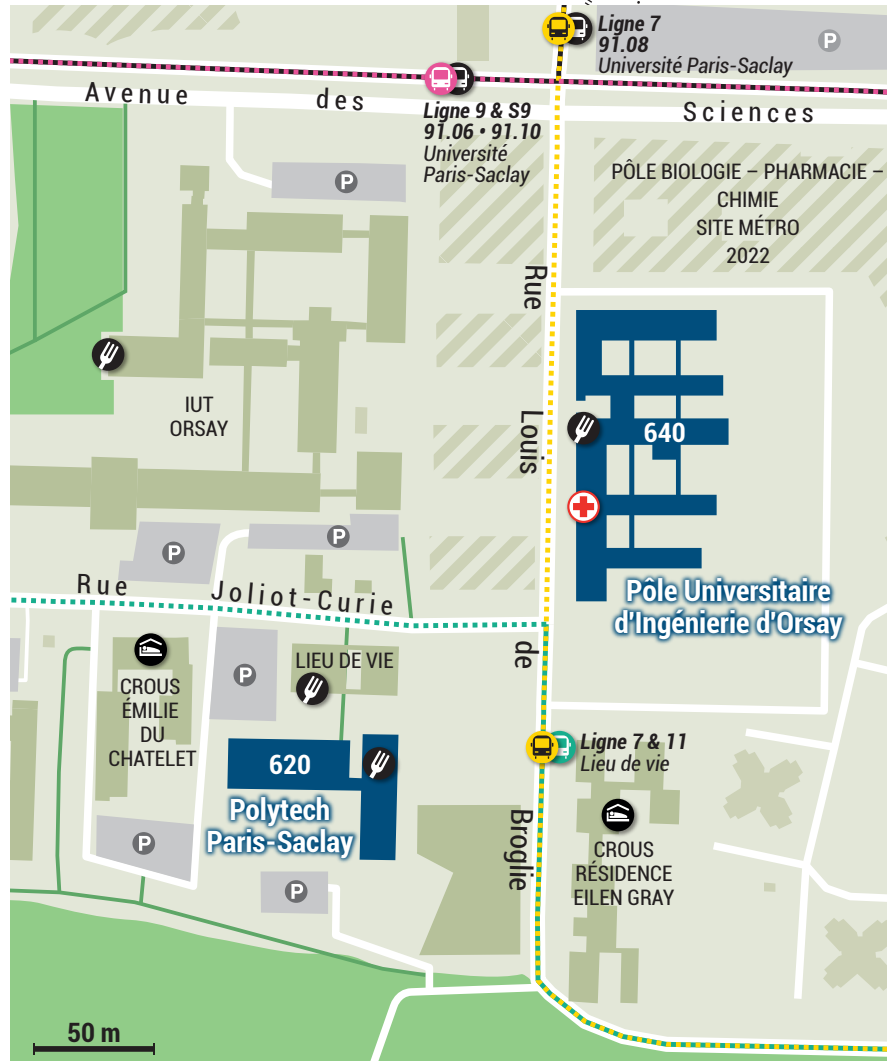 Ligne 7
91.08
Université Paris-Saclay
P
Avenue des Sciences
Ligne 9 & S9
91.06 • 91.10
Université
Paris-Saclay
P
PÔLE BIOLOGIE – PHARMACIE –
CHIMIE
SITE MÉTRO
2022
Rue Louis de Broglie
IUT
ORSAY
640
P
P
Rue Joliot-Curie
Pôle Universitaire
d'Ingénierie d'Orsay
LIEU DE VIE
P
CROUS
ÉMILIE
DU
CHATELET
Ligne 7 & 11
Lieu de vie
620
Polytech
Paris-Saclay
P
CROUS
RÉSIDENCE
EILEN GRAY
P
50 m